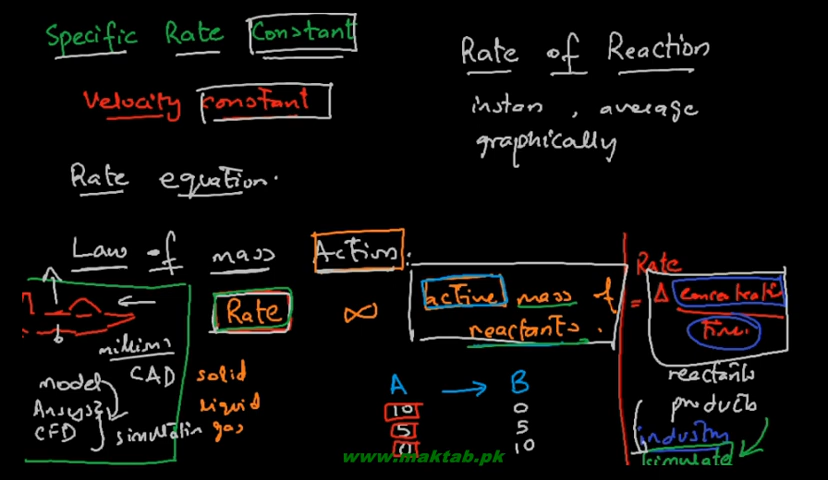 Specific Rate Constant
Velocity constant
Rate of Reaction
instan, average
graphically
Rate equation.
Law of mass Action.
Rate ∝ active mass of
reactants.
Rate
= Δ
time
reactants
products
industry
simulate
millions
model CAD
Ansys
CFD simulation
solid
liquid
gas
A → B
10 0
5 5
0 10
www.maktab.pk